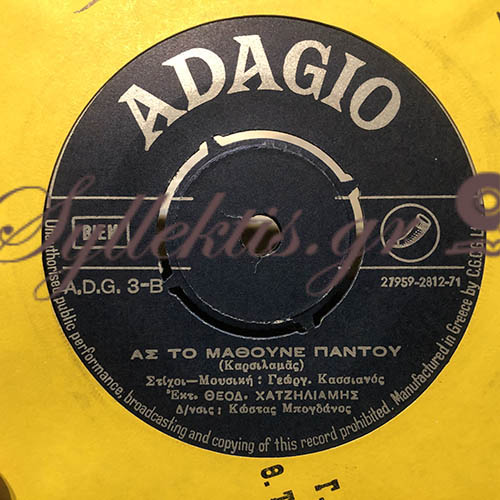 ADAGIO
BIEM
A.D.G. 3-B
27959-2812-71
ΑΣ ΤΟ ΜΑΘΟΥΝΕ ΠΑΝΤΟΥ
(Καρσιλαμᾶς)
Στίχοι—Μουσική : Γεώργ. Κασσιανός
Ἐκτ. ΘΕΟΔ. ΧΑΤΖΗΛΙΑΜΗΣ
Δ/νσις : Κώστας Μπογδάνος
Unauthorised public performance, broadcasting and copying of this record prohibited. Manufactured in Greece by C.G.C.G.L
Syllektis.gr